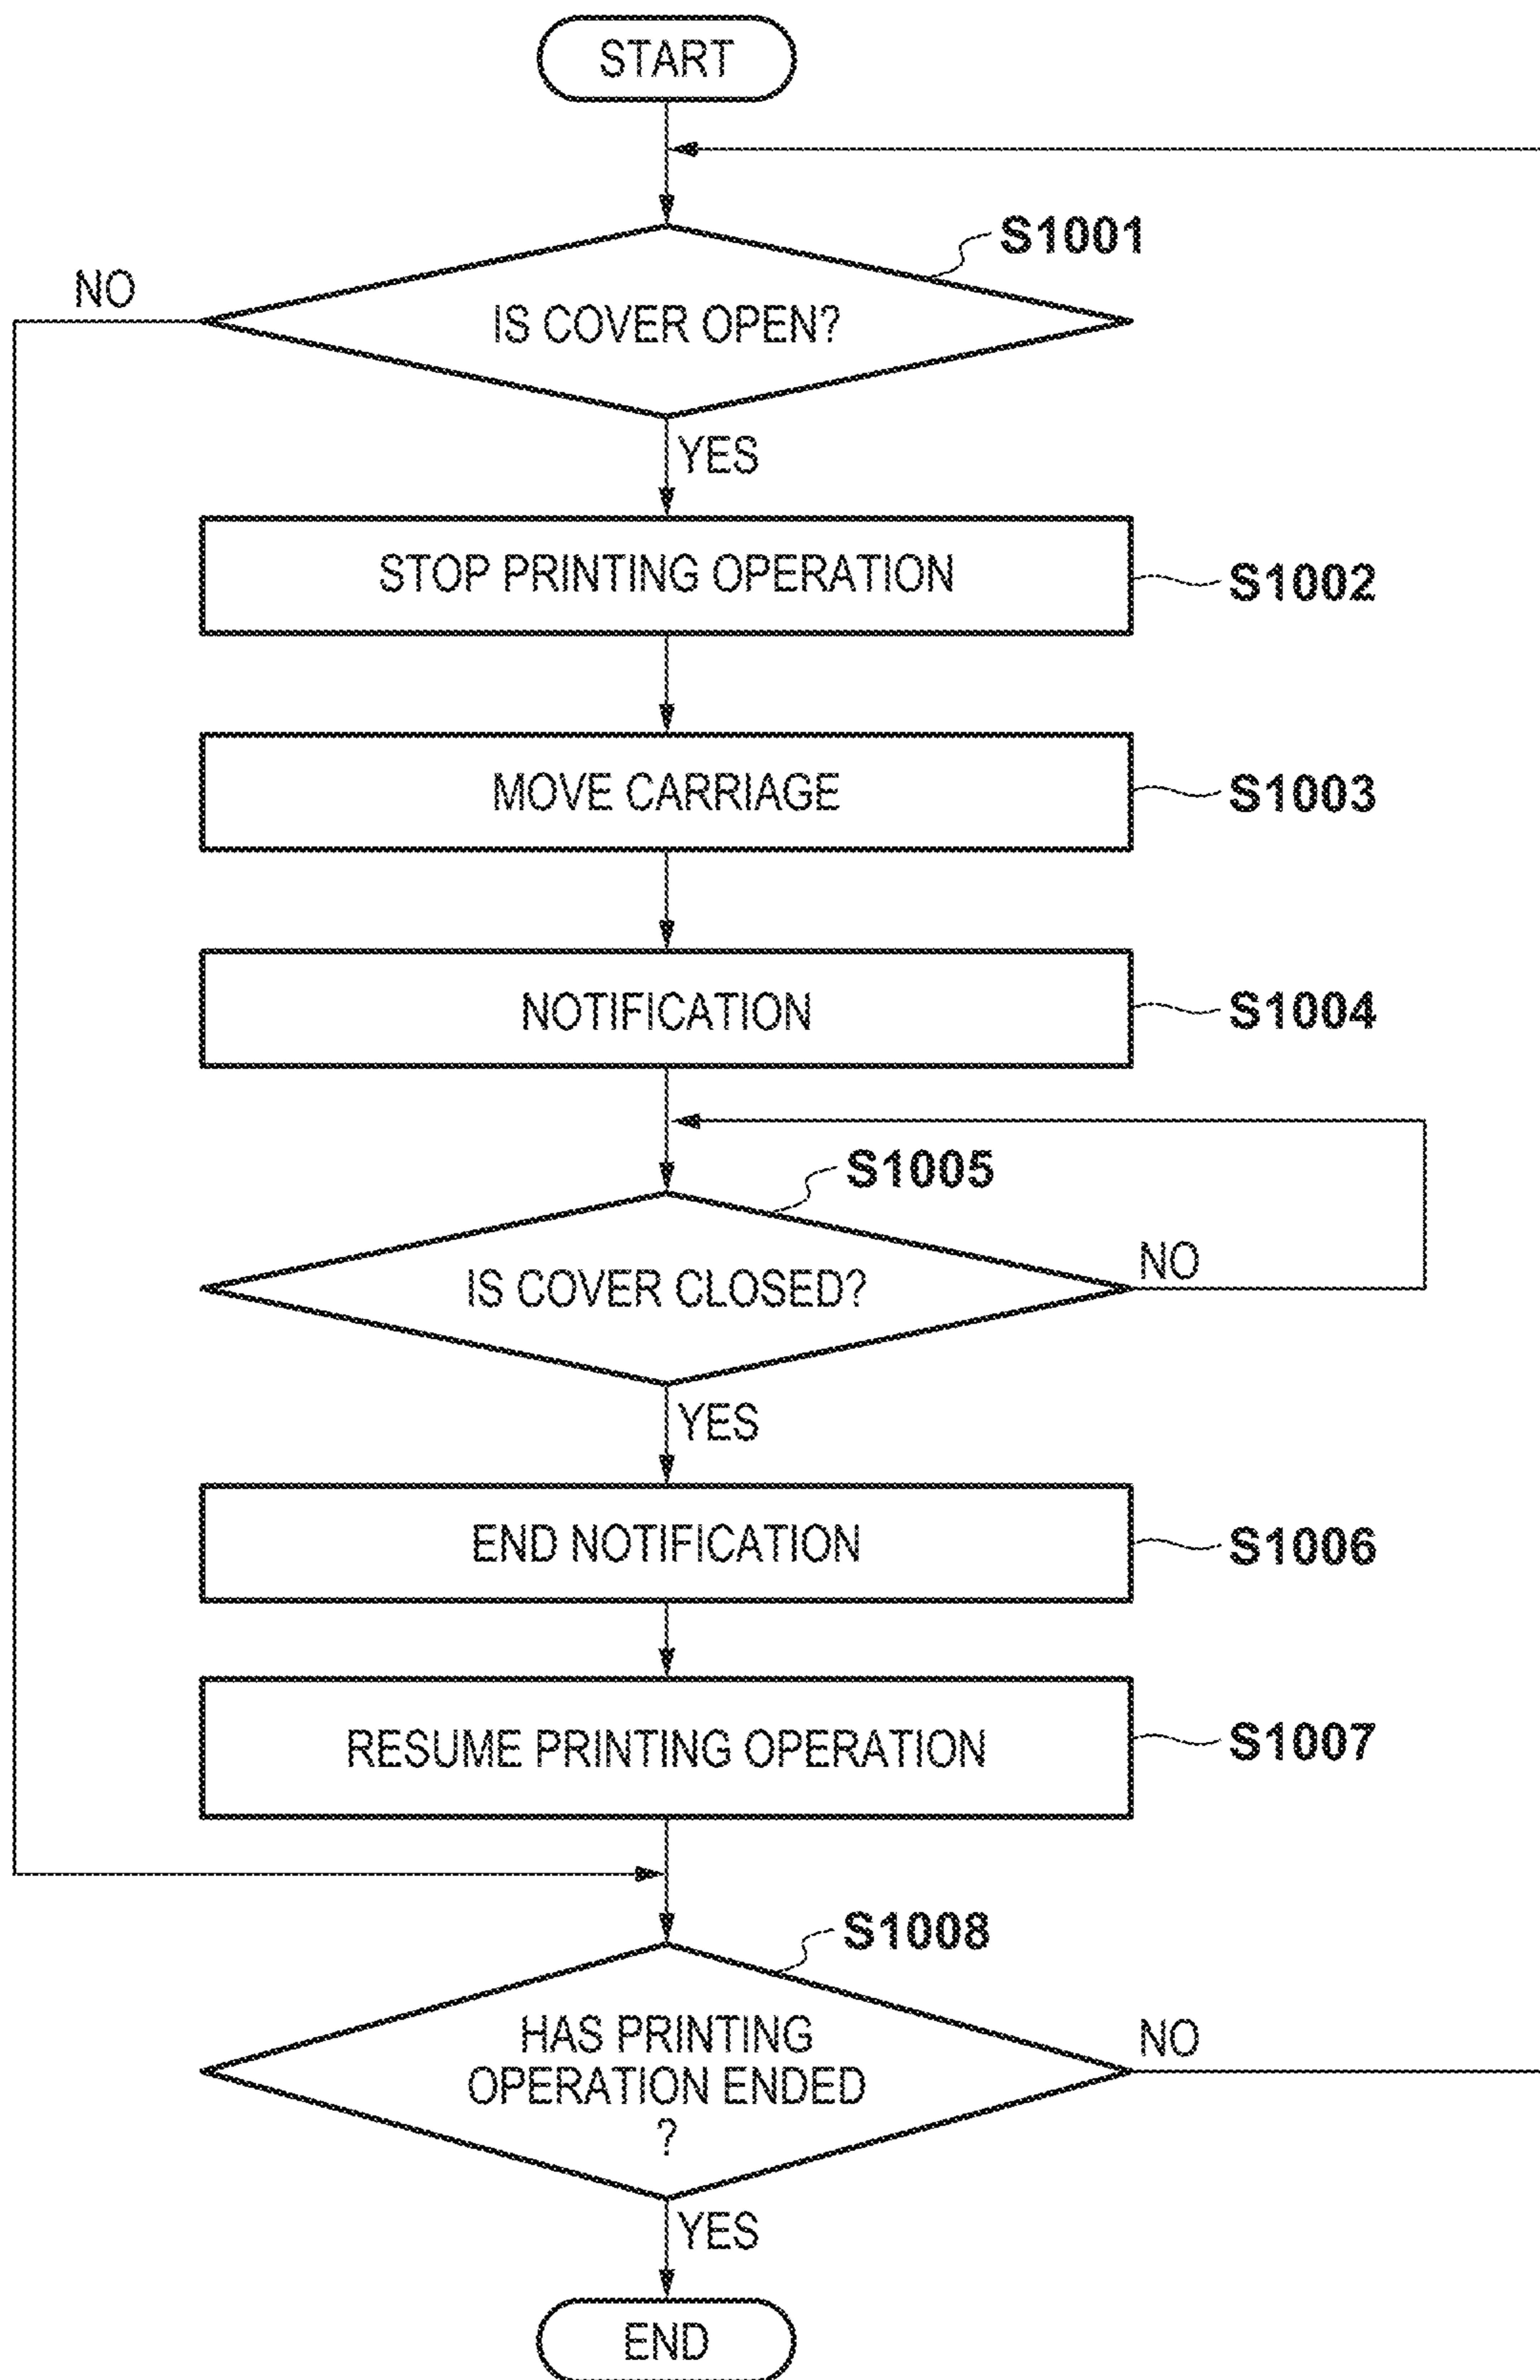 START
S1001
NO
IS COVER OPEN?
YES
STOP PRINTING OPERATION
S1002
MOVE CARRIAGE
S1003
NOTIFICATION
S1004
S1005
IS COVER CLOSED?
NO
YES
END NOTIFICATION
S1006
RESUME PRINTING OPERATION
S1007
S1008
HAS PRINTING
OPERATION ENDED
?
NO
YES
END